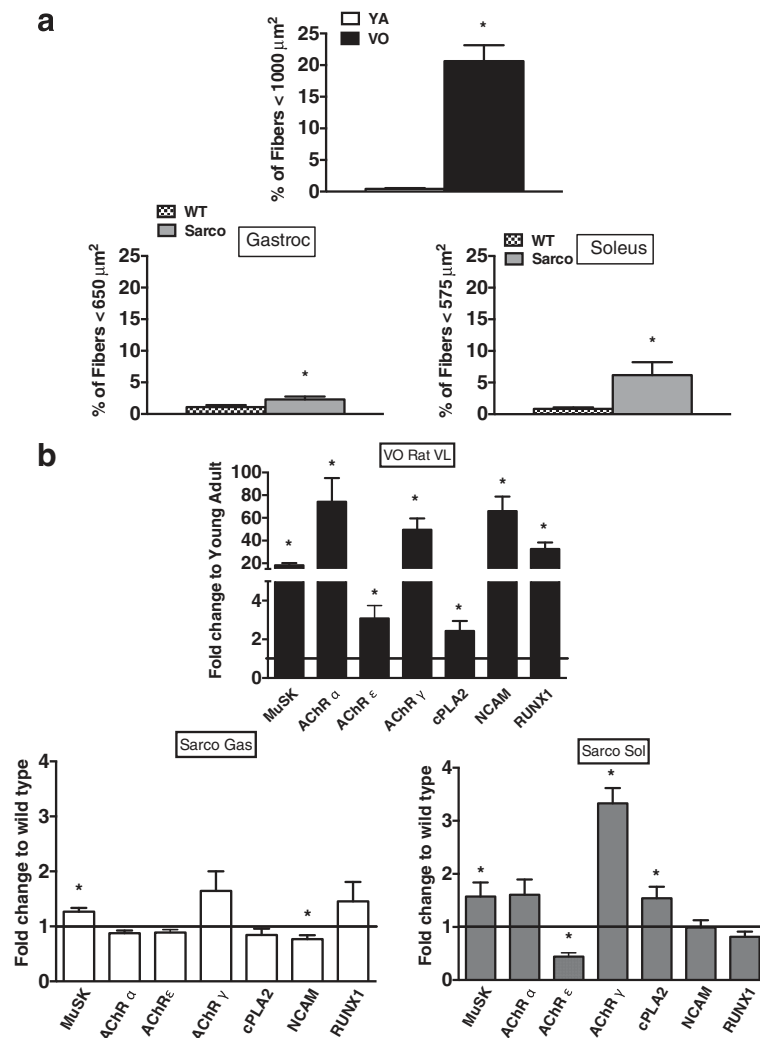 a
YA
VO
% of Fibers < 1000 µm²
25
20
15
10
5
0
*
WT
Sarco
Gastroc
% of Fibers < 650 µm²
25
20
15
10
5
0
*
WT
Sarco
Soleus
% of Fibers < 575 µm²
25
20
15
10
5
0
*
b
VO Rat VL
Fold change to Young Adult
100
80
60
40
20
4
2
0
* * * * * * *
MuSK
AChR α
AChR ε
AChR γ
cPLA2
NCAM
RUNX1
Sarco Gas
Fold change to wild type
4
3
2
1
0
* *
MuSK
AChR α
AChRε
AChR γ
cPLA2
NCAM
RUNX1
Sarco Sol
Fold change to wild type
4
3
2
1
0
* * * *
MuSK
AChR α
AChR ε
AChR γ
cPLA2
NCAM
RUNX1